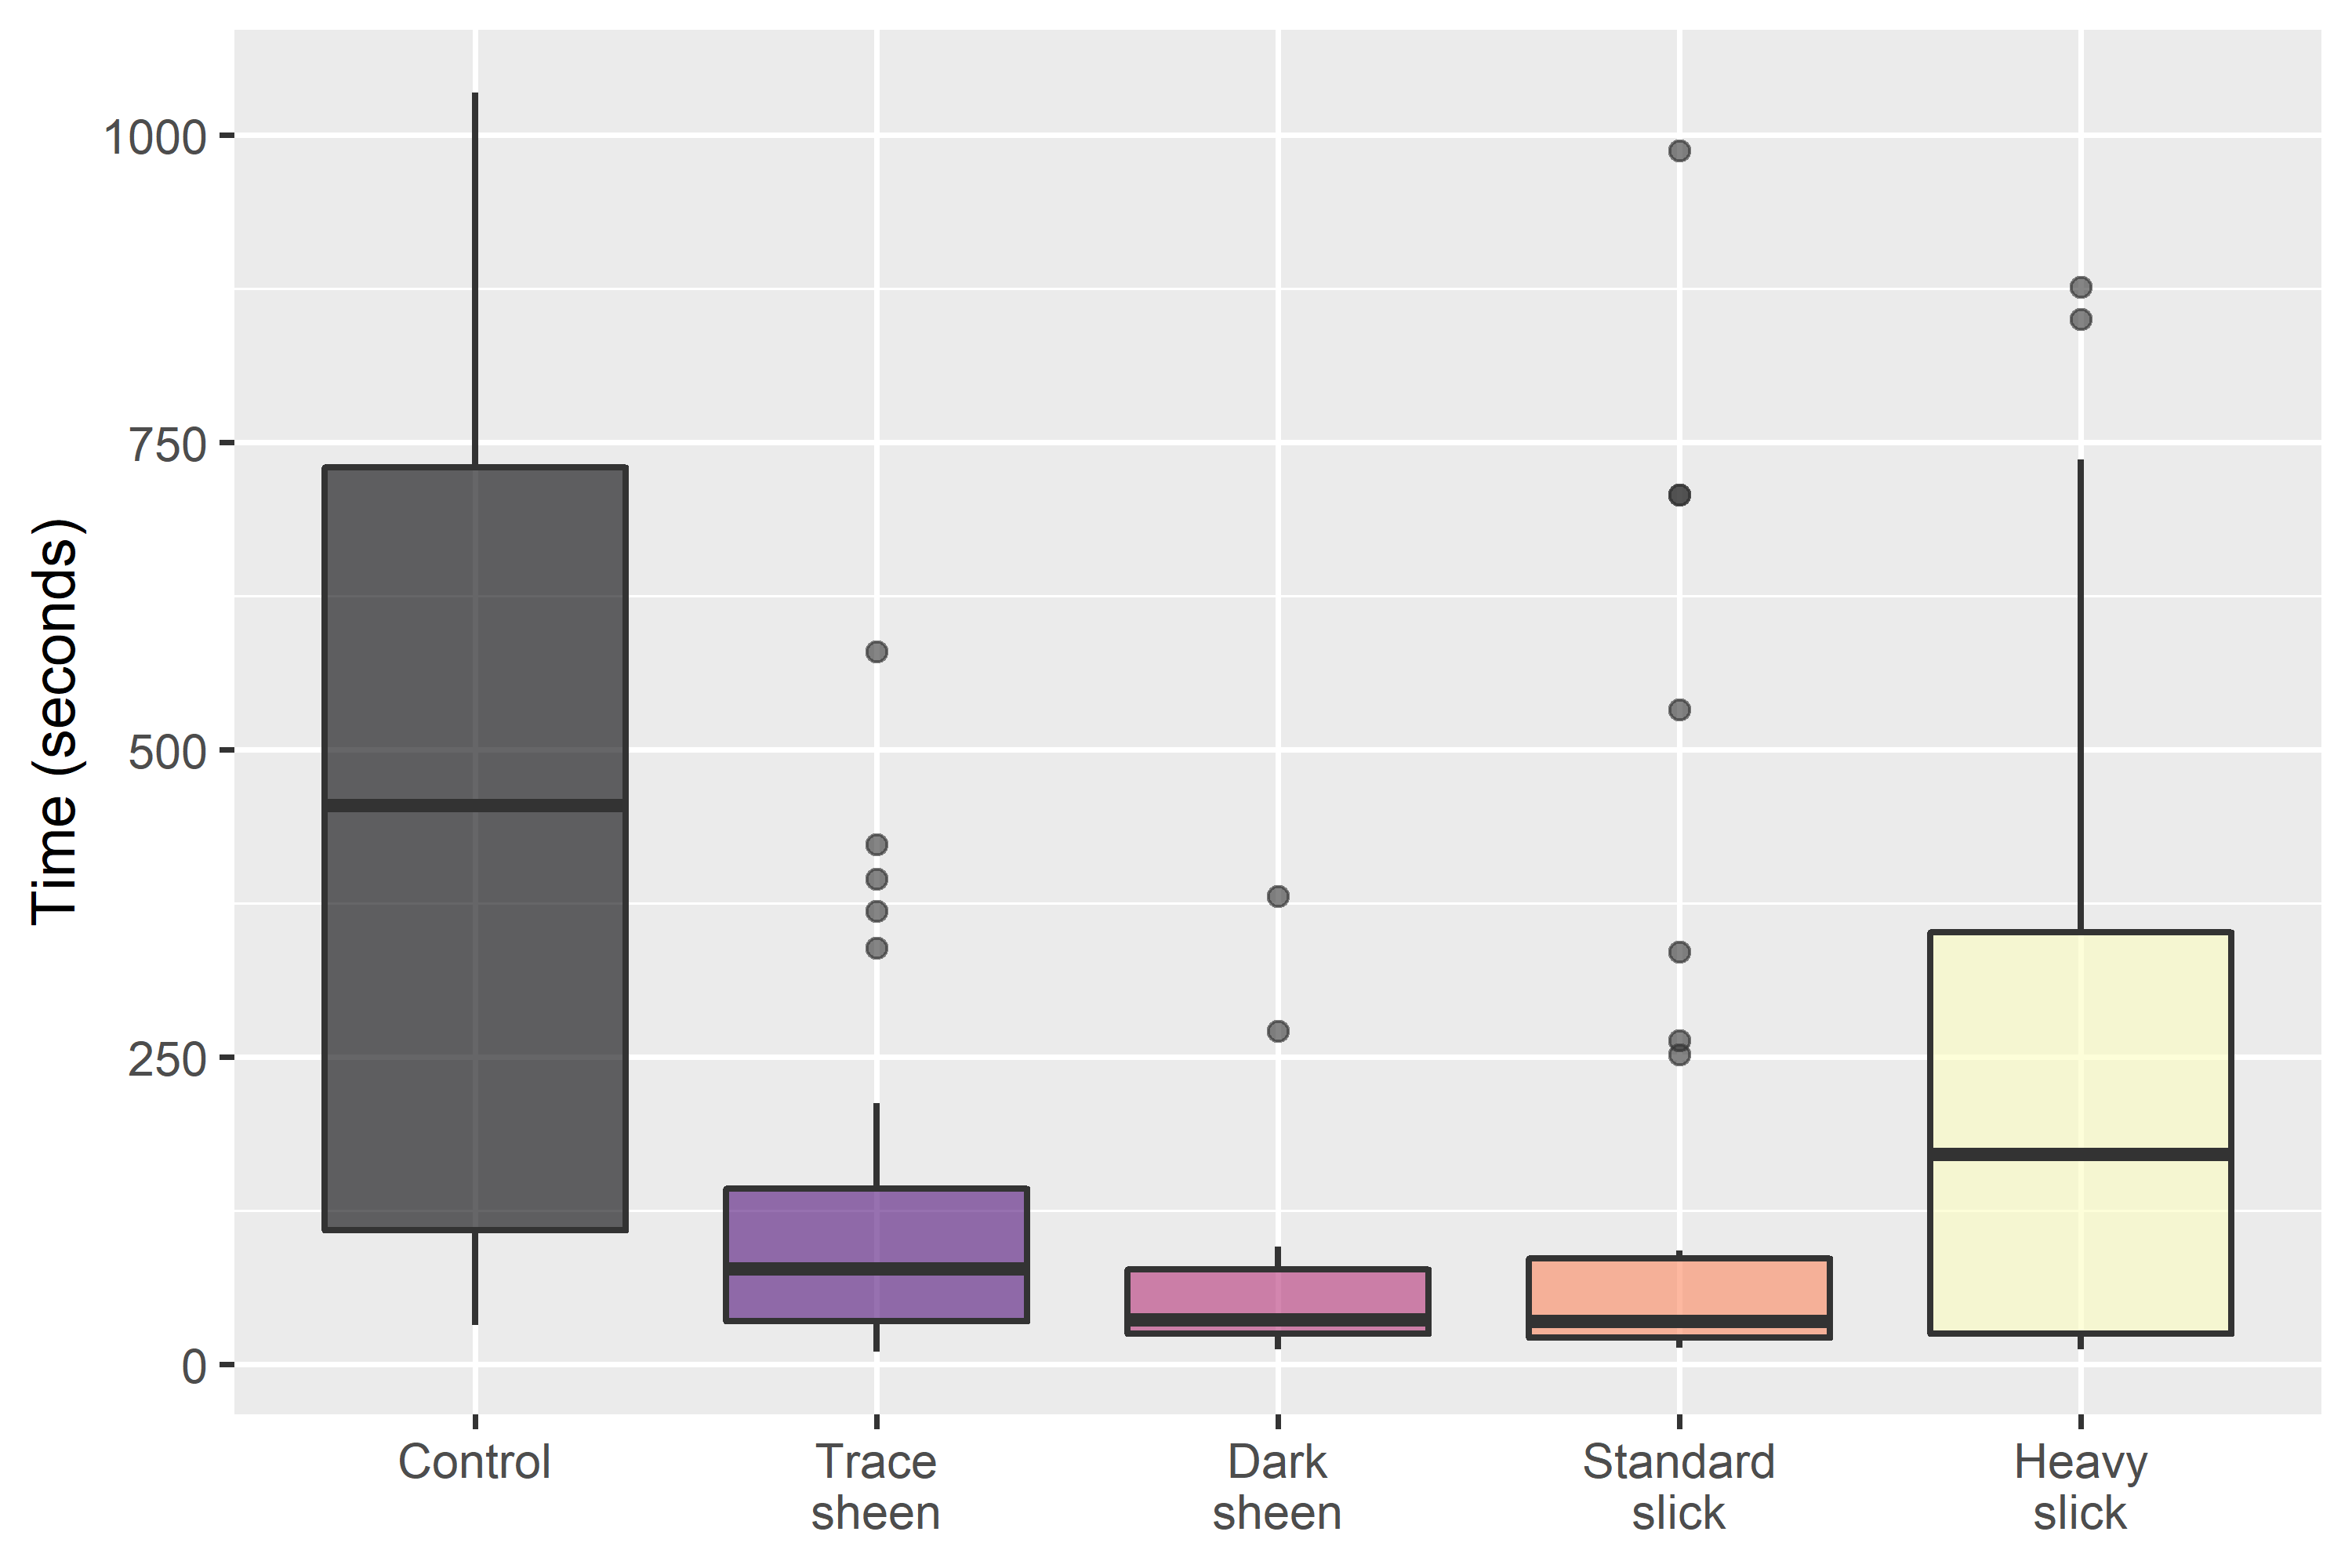 Time (seconds)
1000
750
500
250
0
Control
Trace
sheen
Dark
sheen
Standard
slick
Heavy
slick